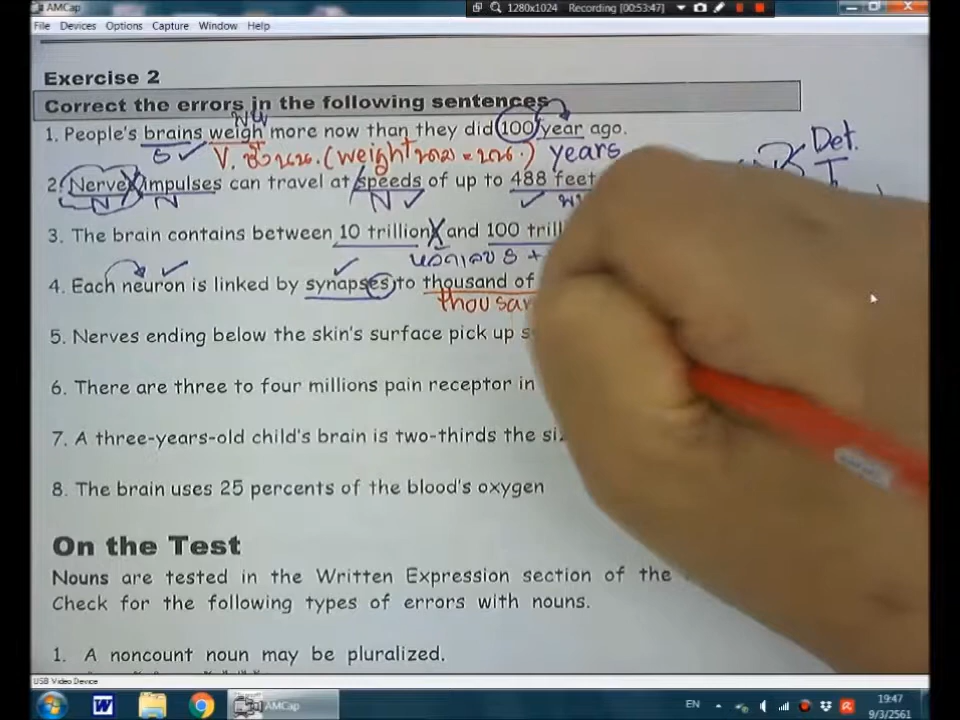 AMCap
1280x1024 Recording [00:53:47]
File Devices Options Capture Window Help
Exercise 2
Correct the errors in the following sentences
1. People's brains weigh more now than they did 100 year ago.
S V. (weight years
Det.
2. Nerve impulses can travel at speeds of up to 488 feet
N N N
3. The brain contains between 10 trillion and 100 trill
4. Each neuron is linked by synapses to thousand of
thousan
5. Nerves ending below the skin's surface pick up s
6. There are three to four millions pain receptor in
7. A three-years-old child's brain is two-thirds the si
8. The brain uses 25 percents of the blood's oxygen
On the Test
Nouns are tested in the Written Expression section of the
Check for the following types of errors with nouns.
1. A noncount noun may be pluralized.
USB Video Device
AMCap
EN
19:47
9/3/2561